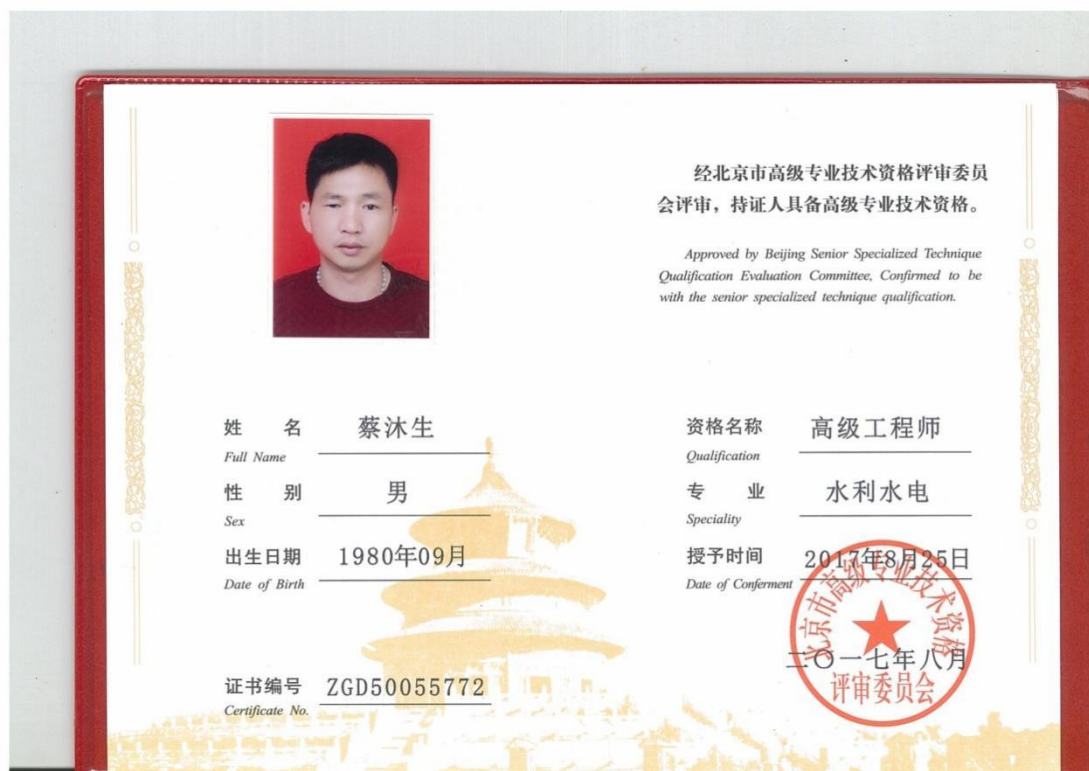 经北京市高级专业技术资格评审委员
会评审，持证人具备高级专业技术资格。
Approved by Beijing Senior Specialized Technique
Qualification Evaluation Committee, Confirmed to be
with the senior specialized technique qualification.
姓 名 蔡沐生
Full Name
性 别 男
Sex
出生日期 1980年09月
Date of Birth
证书编号 ZGD50055772
Certificate No.
资格名称 高级工程师
Qualification
专 业 水利水电
Speciality
授予时间 2017年8月25日
Date of Conferment
北京市高级专业技术资格
评审委员会
二〇一七年八月